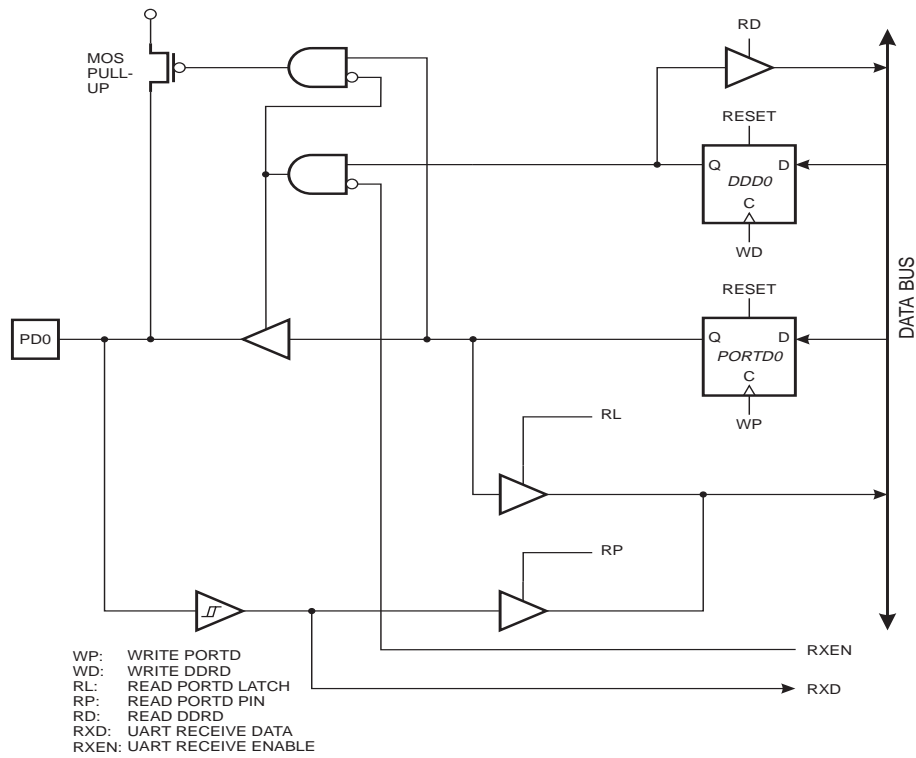 RD
MOS
PULL-
UP
RESET
Q
D
DDD0
C
WD
DATA BUS
RESET
PD0
Q
D
PORTD0
C
WP
RL
RP
RXEN
RXD
WP: WRITE PORTD
WD: WRITE DDRD
RL: READ PORTD LATCH
RP: READ PORTD PIN
RD: READ DDRD
RXD: UART RECEIVE DATA
RXEN: UART RECEIVE ENABLE